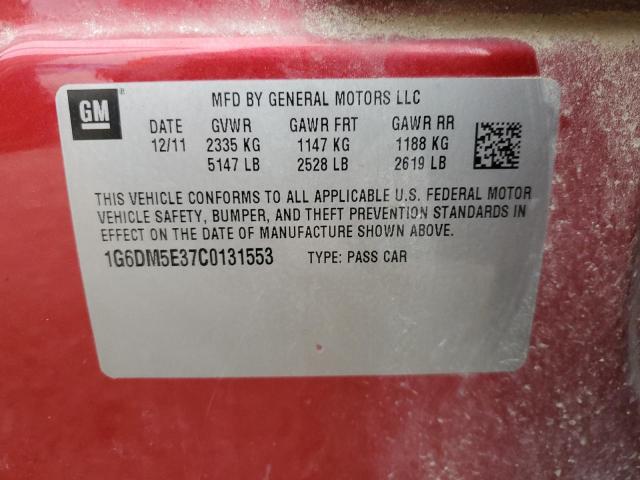 GM
®
MFD BY GENERAL MOTORS LLC
DATE GVWR GAWR FRT GAWR RR
12/11 2335 KG 1147 KG 1188 KG
5147 LB 2528 LB 2619 LB
THIS VEHICLE CONFORMS TO ALL APPLICABLE U.S. FEDERAL MOTOR
VEHICLE SAFETY, BUMPER, AND THEFT PREVENTION STANDARDS IN
EFFECT ON THE DATE OF MANUFACTURE SHOWN ABOVE.
1G6DM5E37C0131553 TYPE: PASS CAR